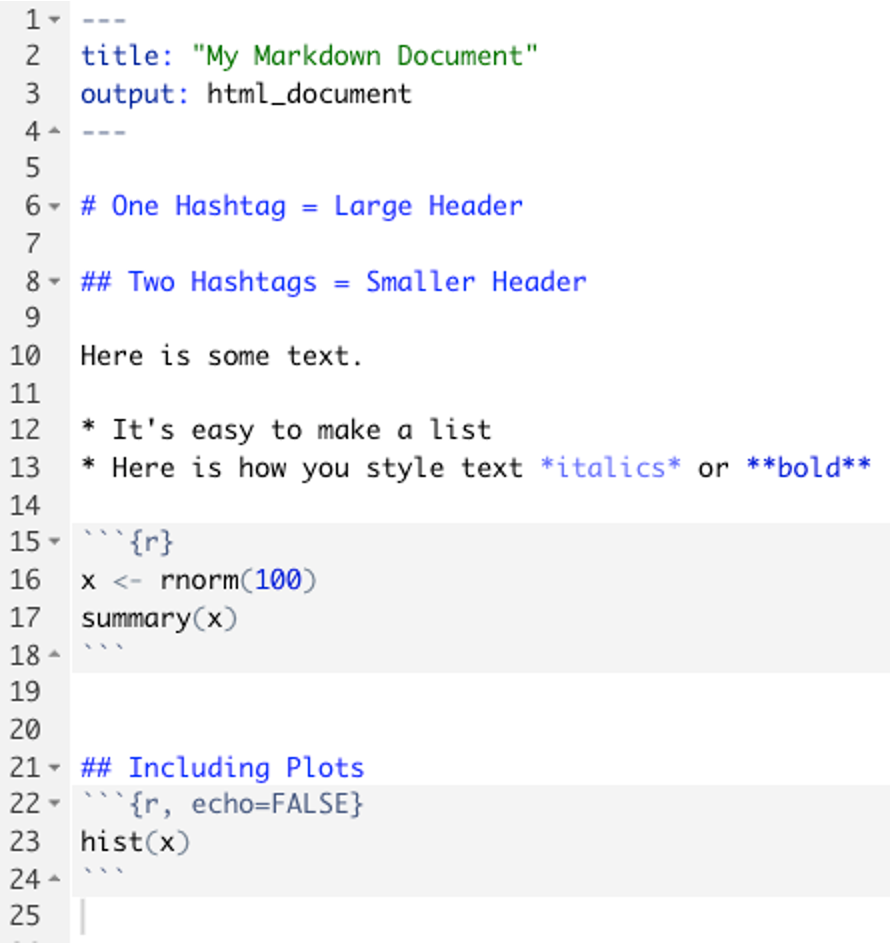 1 ---
2 title: "My Markdown Document"
3 output: html_document
4 ---
5
6 # One Hashtag = Large Header
7
8 ## Two Hashtags = Smaller Header
9
10 Here is some text.
11
12 * It's easy to make a list
13 * Here is how you style text *italics* or **bold**
14
15 ```{r}
16 x <- rnorm(100)
17 summary(x)
18 ```
19
20
21 ## Including Plots
22 ```{r, echo=FALSE}
23 hist(x)
24 ```
25